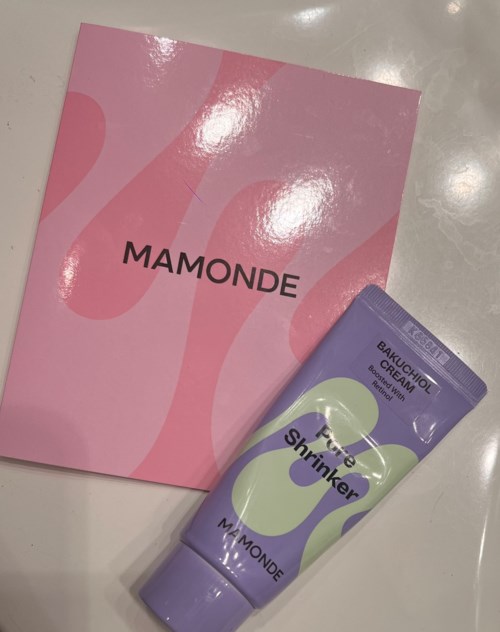 MAMONDE
BAKUCHIOL
CREAM
Boosted With
Retinol
Pore
Shrinker
MAMONDE